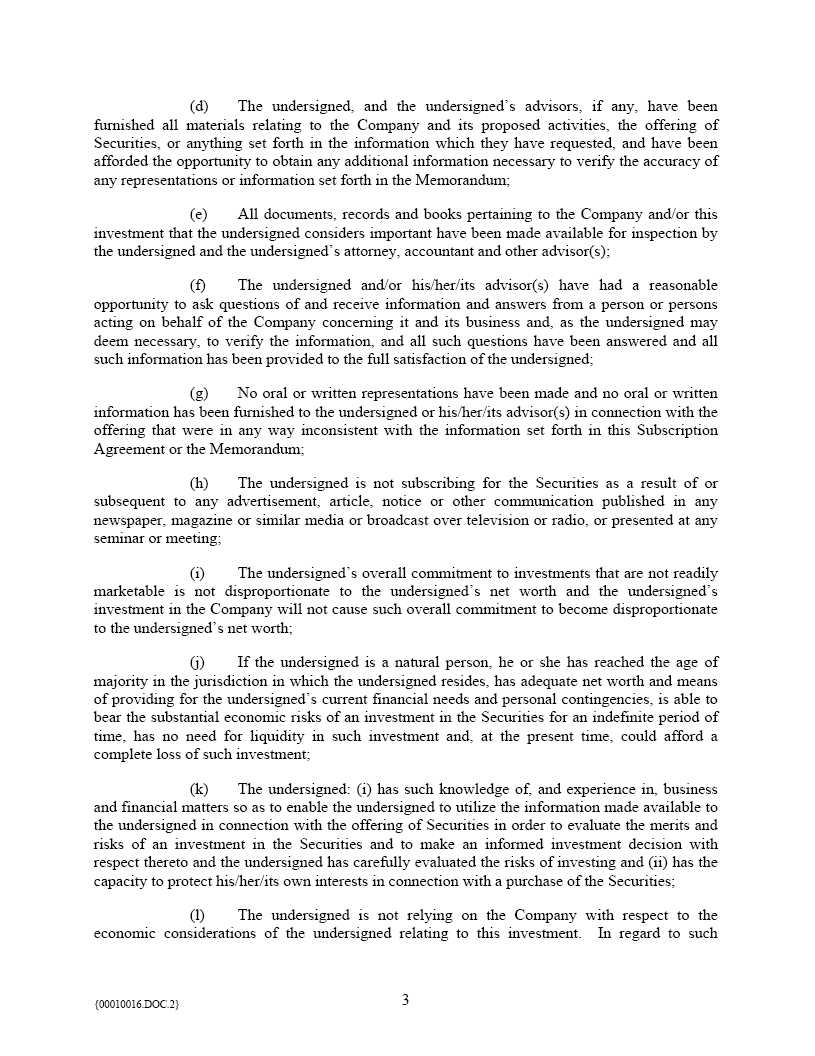 (d) The undersigned, and the undersigned's advisors, if any, have been
furnished all materials relating to the Company and its proposed activities, the offering of
Securities, or anything set forth in the information which they have requested, and have been
afforded the opportunity to obtain any additional information necessary to verify the accuracy of
any representations or information set forth in the Memorandum;
(e) All documents, records and books pertaining to the Company and/or this
investment that the undersigned considers important have been made available for inspection by
the undersigned and the undersigned's attorney, accountant and other advisor(s);
(f) The undersigned and/or his/her/its advisor(s) have had a reasonable
opportunity to ask questions of and receive information and answers from a person or persons
acting on behalf of the Company concerning it and its business and, as the undersigned may
deem necessary, to verify the information, and all such questions have been answered and all
such information has been provided to the full satisfaction of the undersigned;
(g) No oral or written representations have been made and no oral or written
information has been furnished to the undersigned or his/her/its advisor(s) in connection with the
offering that were in any way inconsistent with the information set forth in this Subscription
Agreement or the Memorandum;
(h) The undersigned is not subscribing for the Securities as a result of or
subsequent to any advertisement, article, notice or other communication published in any
newspaper, magazine or similar media or broadcast over television or radio, or presented at any
seminar or meeting;
(i) The undersigned's overall commitment to investments that are not readily
marketable is not disproportionate to the undersigned's net worth and the undersigned's
investment in the Company will not cause such overall commitment to become disproportionate
to the undersigned's net worth;
(j) If the undersigned is a natural person, he or she has reached the age of
majority in the jurisdiction in which the undersigned resides, has adequate net worth and means
of providing for the undersigned's current financial needs and personal contingencies, is able to
bear the substantial economic risks of an investment in the Securities for an indefinite period of
time, has no need for liquidity in such investment and, at the present time, could afford a
complete loss of such investment;
(k) The undersigned: (i) has such knowledge of, and experience in, business
and financial matters so as to enable the undersigned to utilize the information made available to
the undersigned in connection with the offering of Securities in order to evaluate the merits and
risks of an investment in the Securities and to make an informed investment decision with
respect thereto and the undersigned has carefully evaluated the risks of investing and (ii) has the
capacity to protect his/her/its own interests in connection with a purchase of the Securities;
(l) The undersigned is not relying on the Company with respect to the
economic considerations of the undersigned relating to this investment. In regard to such
{00010016.DOC.2}
3